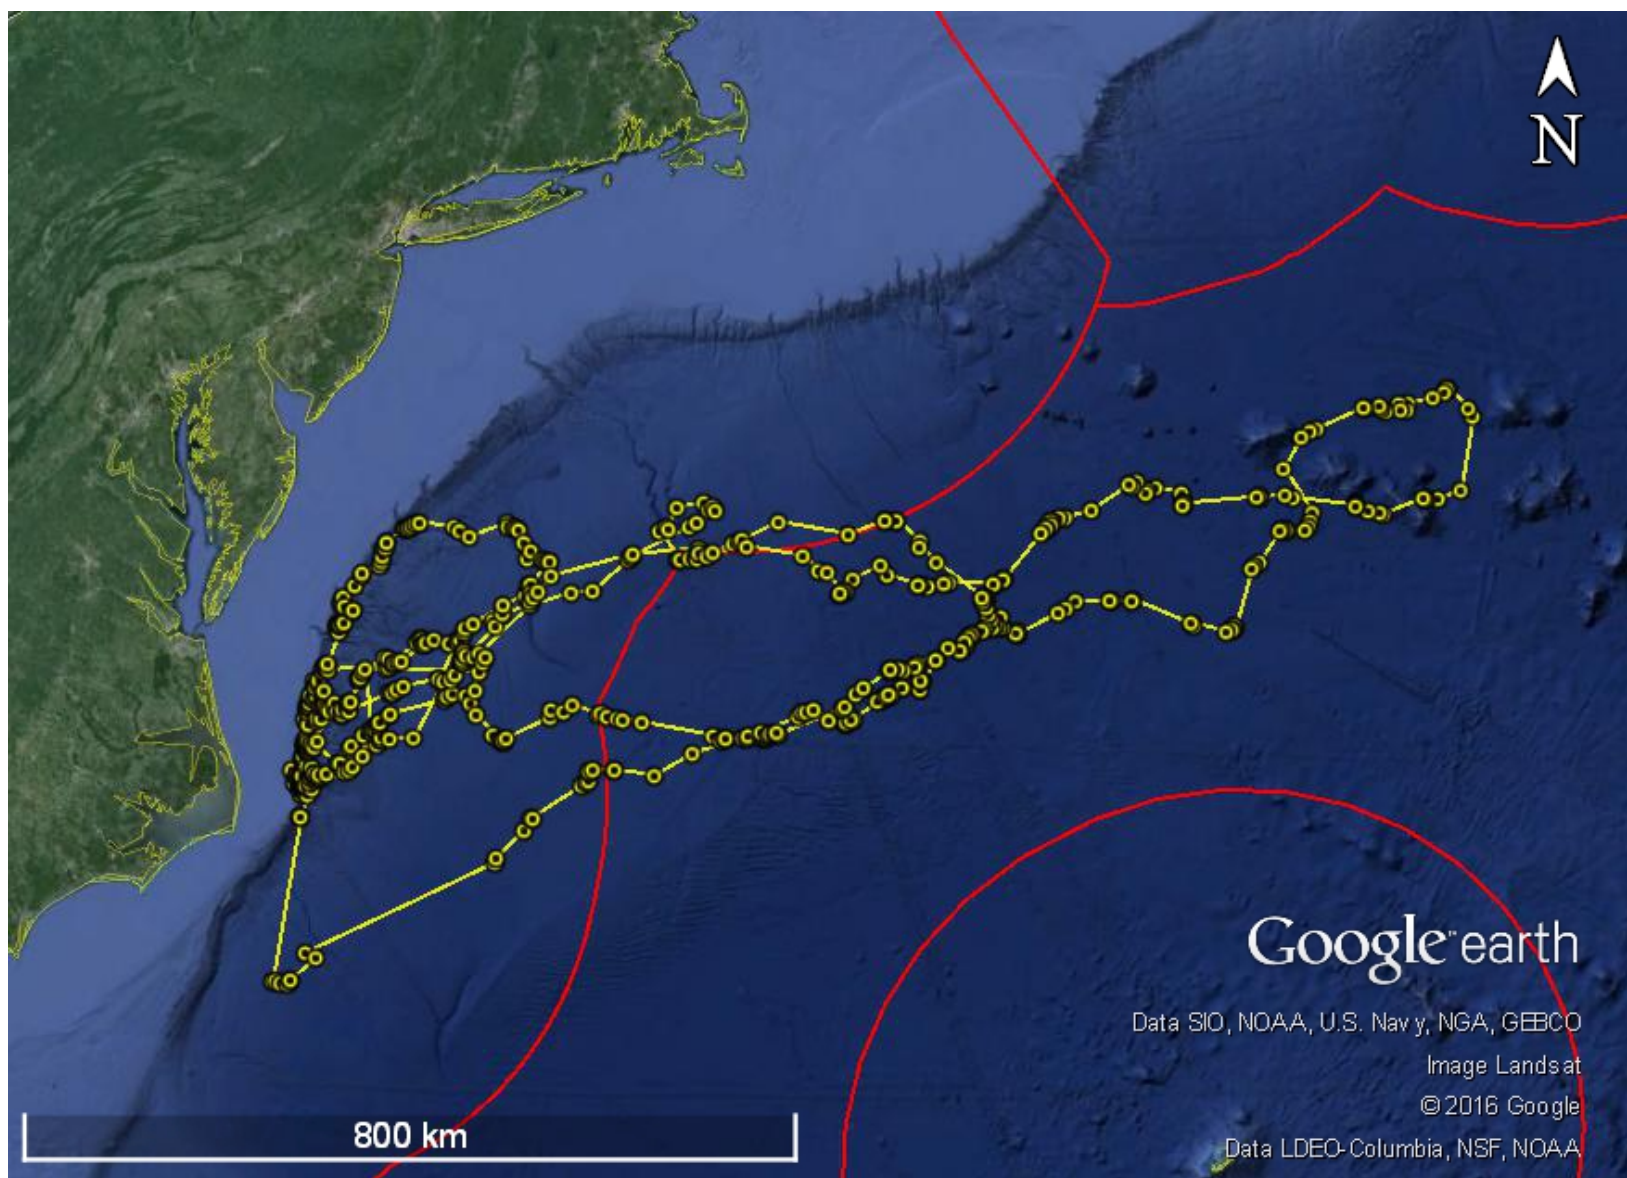 N
Google earth
Data SIO, NOAA, U.S. Navy, NGA, GEBCO
Image Landsat
© 2016 Google
800 km
Data LDEO-Columbia, NSF, NOAA